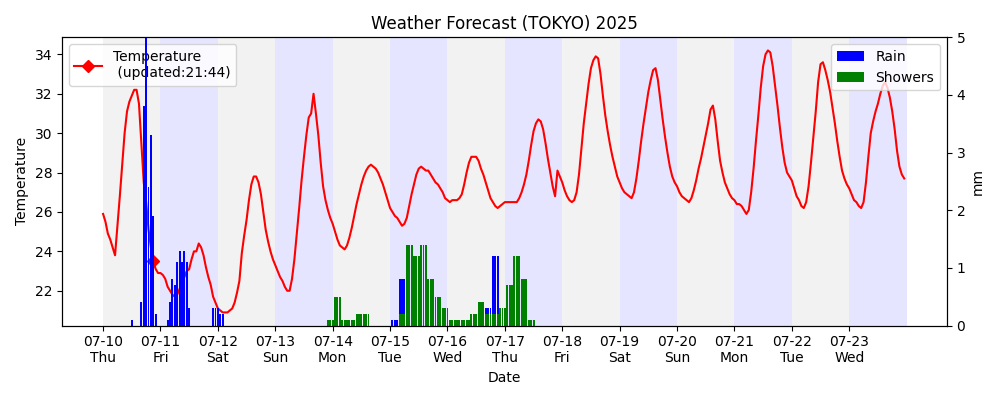 Weather Forecast (TOKYO) 2025
Temperature
(updated:21:44)
Rain
Showers
34
32
30
28
26
24
22
Temperature
5
4
3
2
1
0
mm
07-10 07-11 07-12 07-13 07-14 07-15 07-16 07-17 07-18 07-19 07-20 07-21 07-22 07-23
Thu Fri Sat Sun Mon Tue Wed Thu Fri Sat Sun Mon Tue Wed
Date